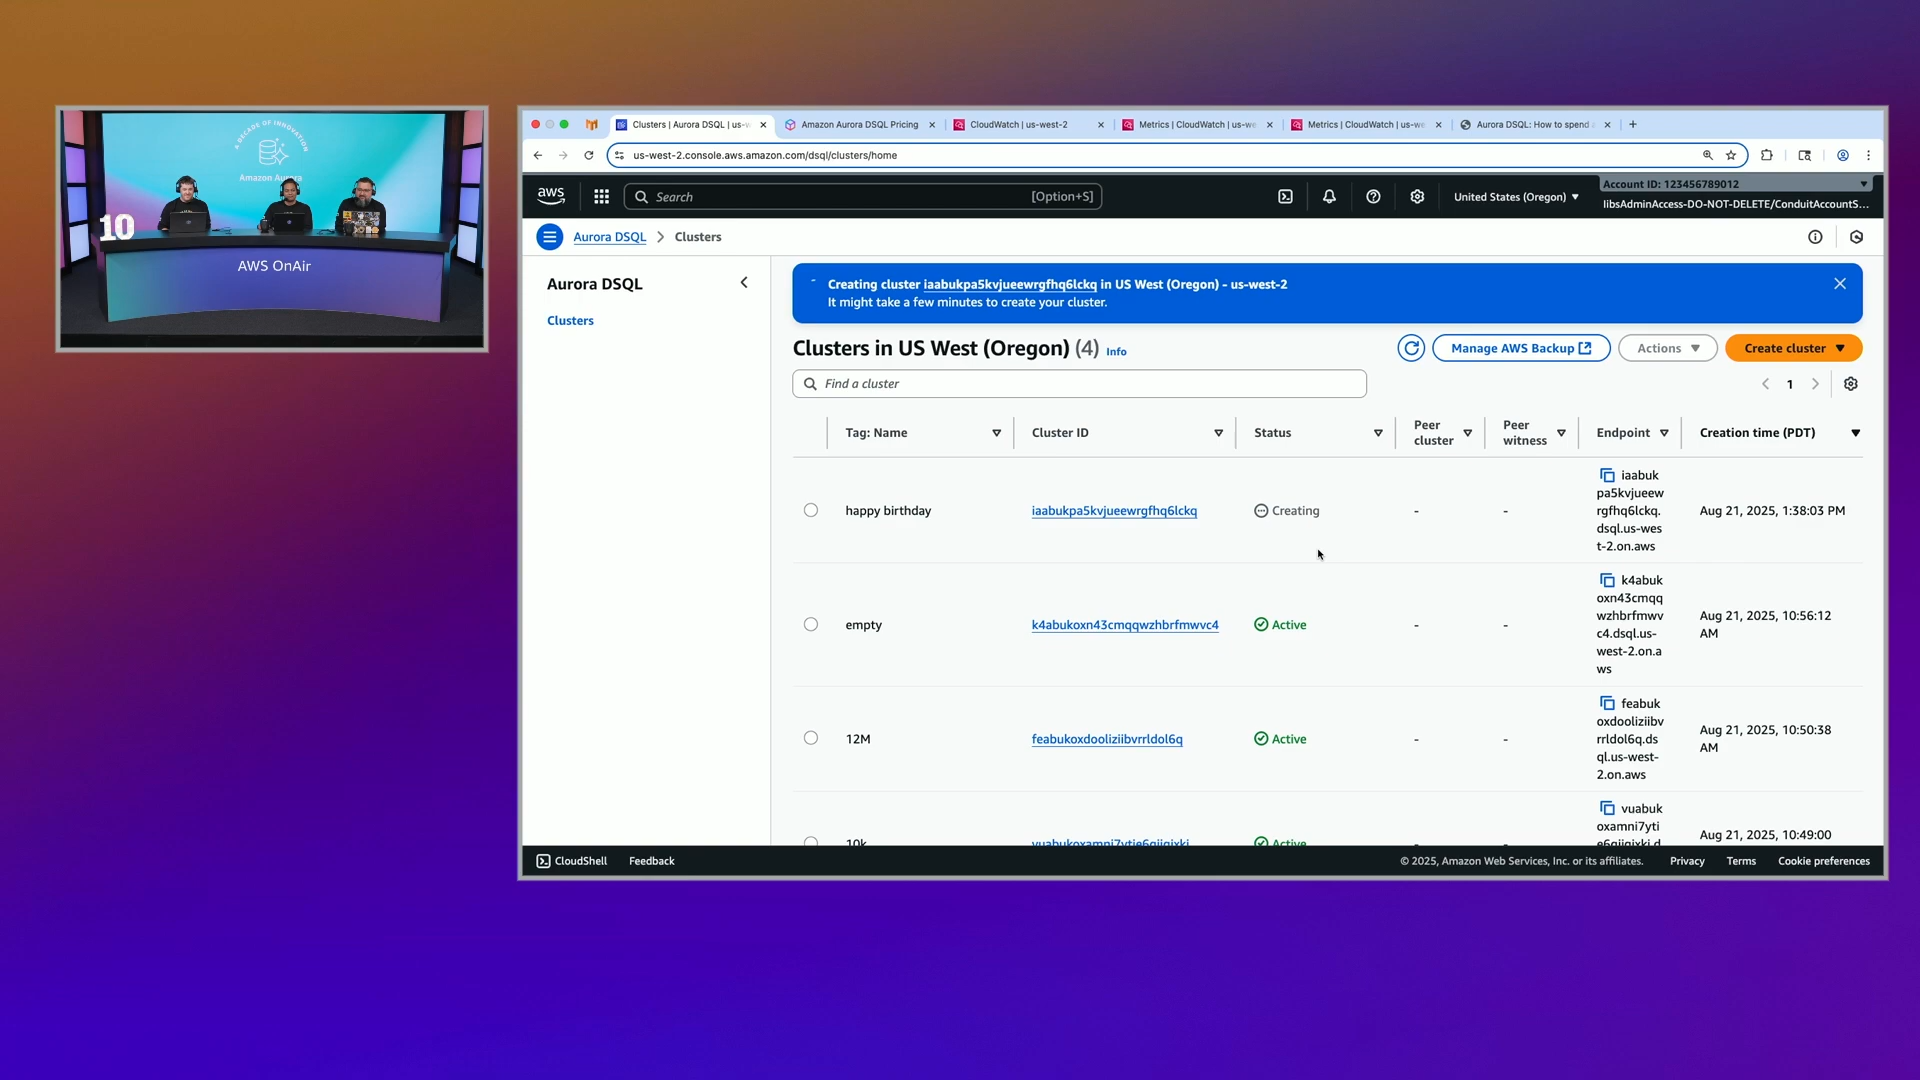 A DECADE OF INNOVATION
Amazon Aurora
10
AWS OnAir
Clusters | Aurora DSQL | us-w
Amazon Aurora DSQL Pricing
CloudWatch | us-west-2
Metrics | CloudWatch | us-we
Metrics | CloudWatch | us-we
Aurora DSQL: How to spend
us-west-2.console.aws.amazon.com/dsql/clusters/home
aws
Search
[Option+S]
United States (Oregon)
Account ID: 123456789012
libsAdminAccess-DO-NOT-DELETE/ConduitAccountS...
Aurora DSQL
Clusters
Aurora DSQL
Clusters
Creating cluster iaabukpa5kvjueewrgfhq6lckq in US West (Oregon) - us-west-2
It might take a few minutes to create your cluster.
Clusters in US West (Oregon) (4) Info
Manage AWS Backup
Actions
Create cluster
Find a cluster
1
Tag: Name
Cluster ID
Status
Peer
cluster
Peer
witness
Endpoint
Creation time (PDT)
happy birthday
iaabukpa5kvjueewrgfhq6lckq
Creating
-
-
iaabuk
pa5kvjueew
rgfhq6lckq.
dsql.us-wes
t-2.on.aws
Aug 21, 2025, 1:38:03 PM
empty
k4abukoxn43cmqqwzhbrfmwvc4
Active
-
-
k4abuk
oxn43cmqq
wzhbrfmwv
c4.dsql.us-
west-2.on.a
ws
Aug 21, 2025, 10:56:12
AM
12M
feabukoxdooliziibvrrldol6q
Active
-
-
feabuk
oxdooliziibv
rrldol6q.ds
ql.us-west-
2.on.aws
Aug 21, 2025, 10:50:38
AM
10k
Active
vuabuk
oxamni7yti
Aug 21, 2025, 10:49:00
CloudShell
Feedback
© 2025, Amazon Web Services, Inc. or its affiliates.
Privacy
Terms
Cookie preferences